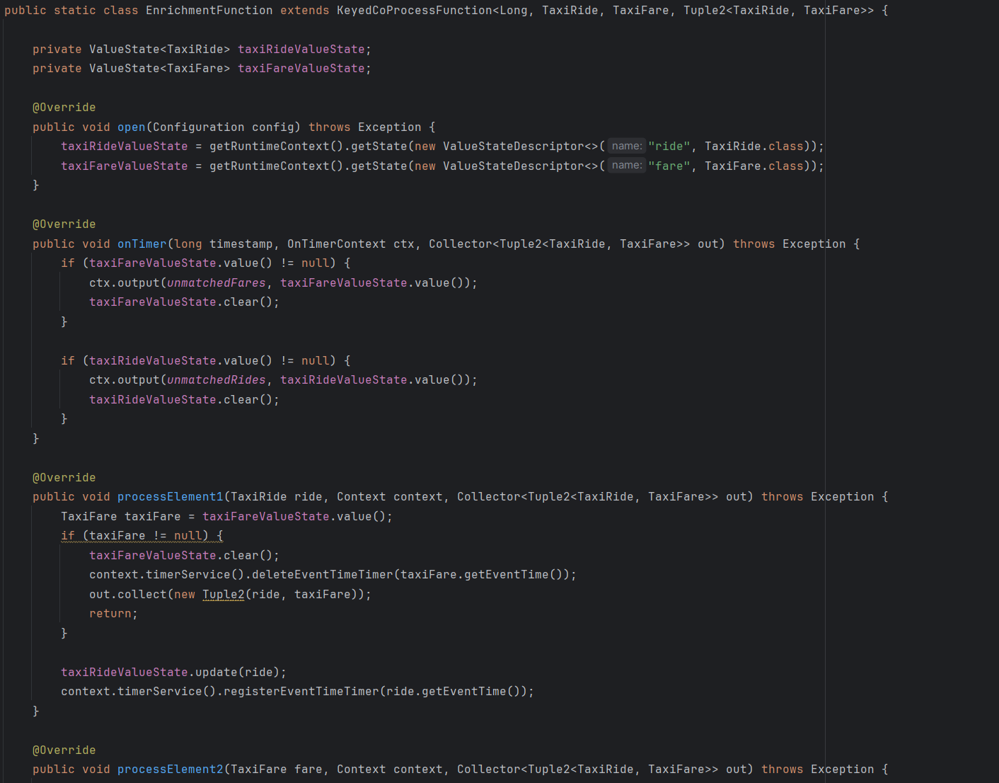 public static class EnrichmentFunction extends KeyedCoProcessFunction<Long, TaxiRide, TaxiFare, Tuple2<TaxiRide, TaxiFare>> {
private ValueState<TaxiRide> taxiRideValueState;
private ValueState<TaxiFare> taxiFareValueState;
@Override
public void open(Configuration config) throws Exception {
taxiRideValueState = getRuntimeContext().getState(new ValueStateDescriptor<>( name: "ride", TaxiRide.class));
taxiFareValueState = getRuntimeContext().getState(new ValueStateDescriptor<>( name: "fare", TaxiFare.class));
}
@Override
public void onTimer(long timestamp, OnTimerContext ctx, Collector<Tuple2<TaxiRide, TaxiFare>> out) throws Exception {
if (taxiFareValueState.value() != null) {
ctx.output(unmatchedFares, taxiFareValueState.value());
taxiFareValueState.clear();
}
if (taxiRideValueState.value() != null) {
ctx.output(unmatchedRides, taxiRideValueState.value());
taxiRideValueState.clear();
}
}
@Override
public void processElement1(TaxiRide ride, Context context, Collector<Tuple2<TaxiRide, TaxiFare>> out) throws Exception {
TaxiFare taxiFare = taxiFareValueState.value();
if (taxiFare != null) {
taxiFareValueState.clear();
context.timerService().deleteEventTimeTimer(taxiFare.getEventTime());
out.collect(new Tuple2(ride, taxiFare));
return;
}
taxiRideValueState.update(ride);
context.timerService().registerEventTimeTimer(ride.getEventTime());
}
@Override
public void processElement2(TaxiFare fare, Context context, Collector<Tuple2<TaxiRide, TaxiFare>> out) throws Exception {